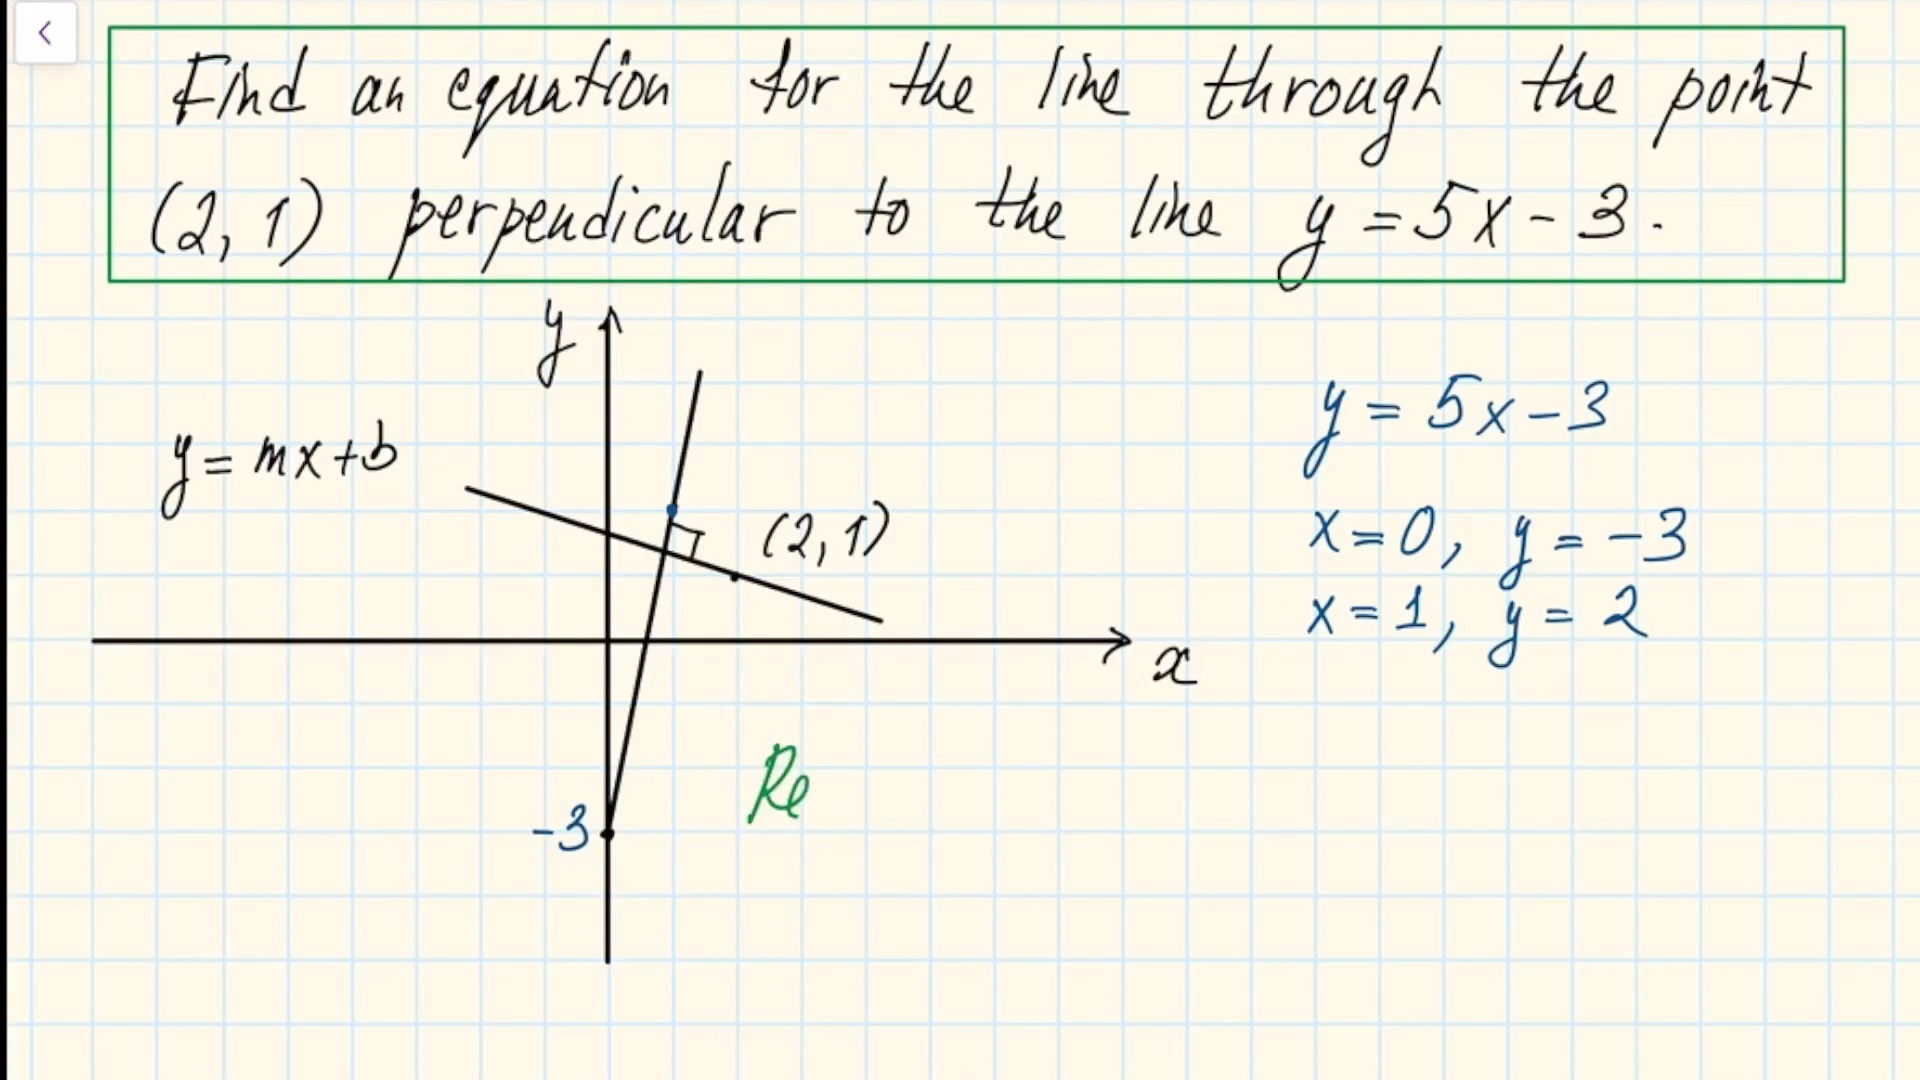 Find an equation for the line through the point
(2, 1) perpendicular to the line y = 5x - 3.
y
y = mx+b
(2, 1)
x
-3
Re
y = 5x - 3
x = 0, y = -3
x = 1, y = 2